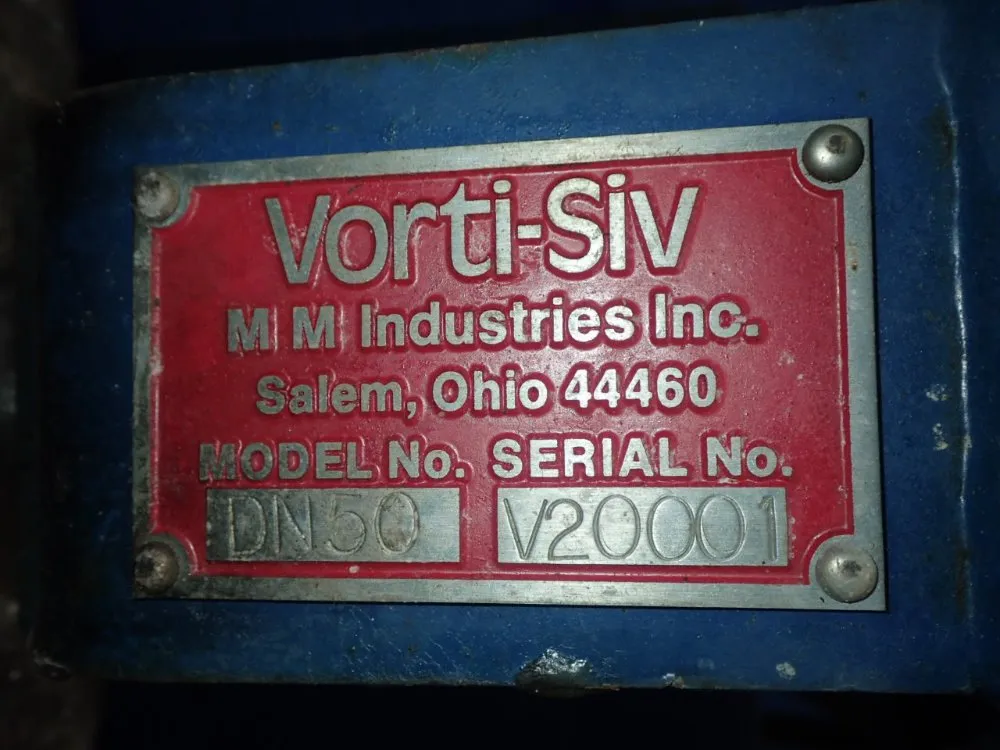 Vorti-Siv
M M Industries Inc.
Salem, Ohio 44460
MODEL No. SERIAL No.
DN50 V20001